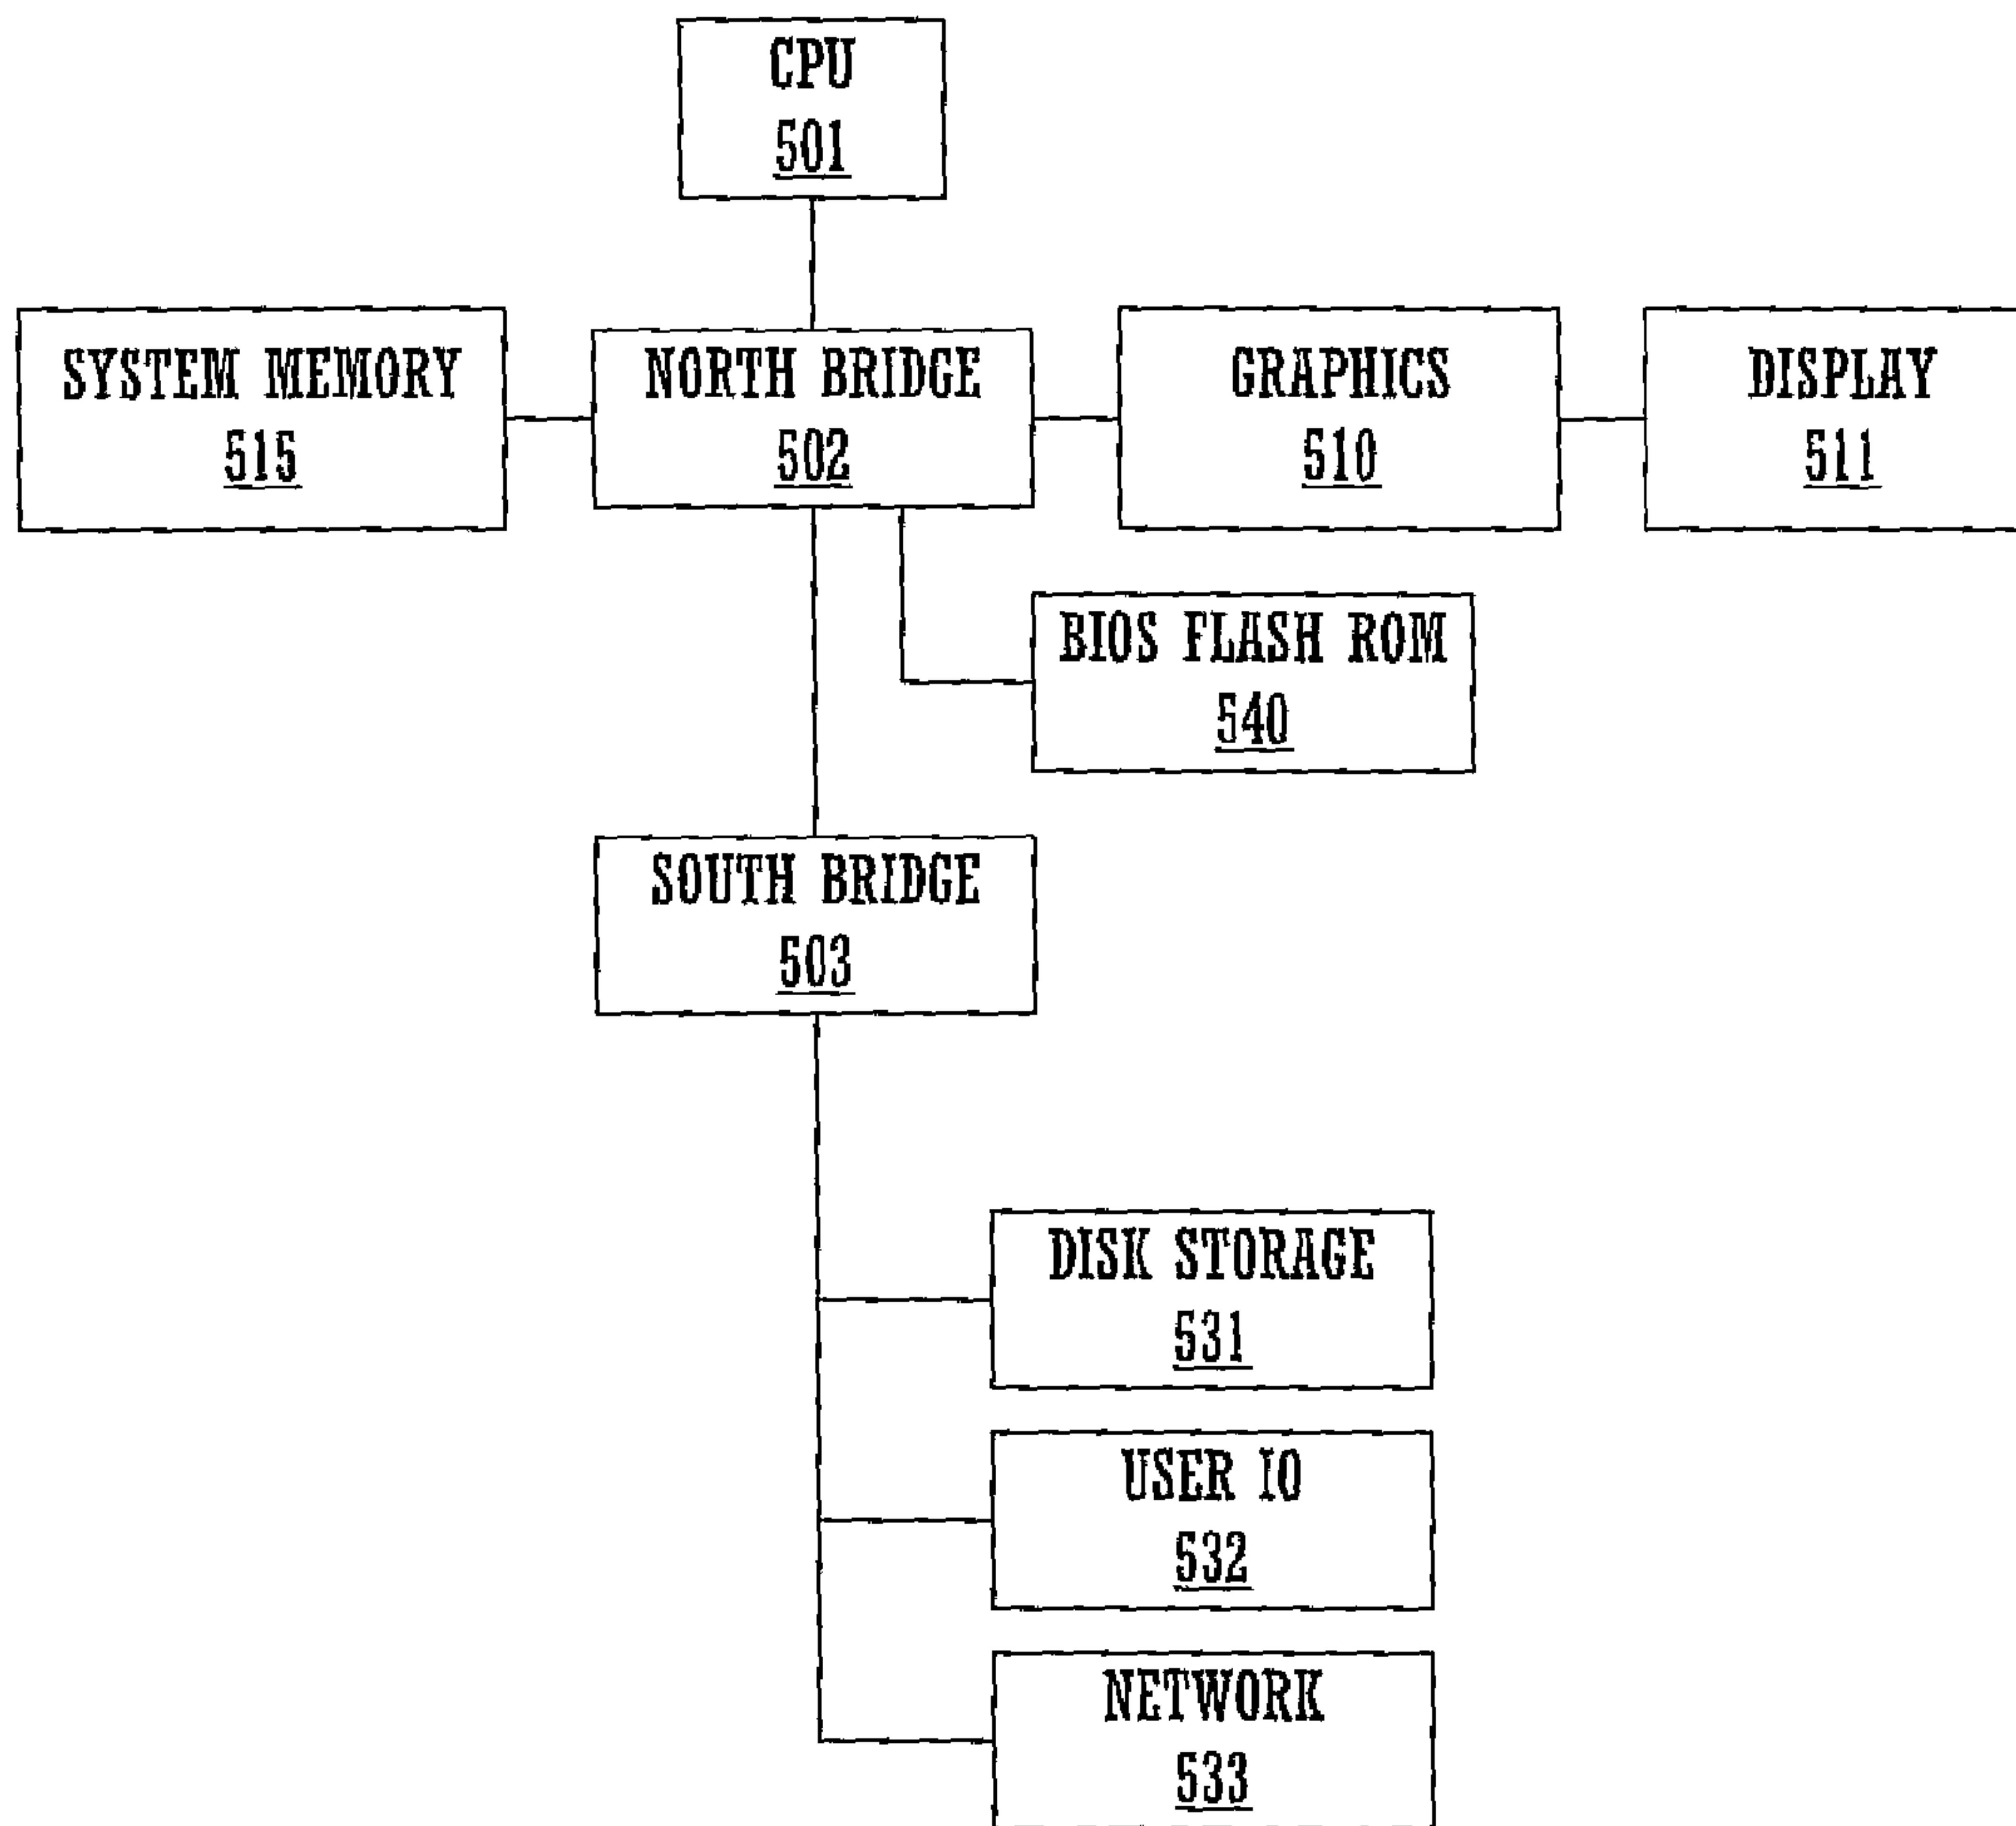 CPU
501
SYSTEM MEMORY
515
NORTH BRIDGE
502
GRAPHICS
510
DISPLAY
511
BIOS FLASH ROM
540
SOUTH BRIDGE
503
DISK STORAGE
531
USER IO
532
NETWORK
533